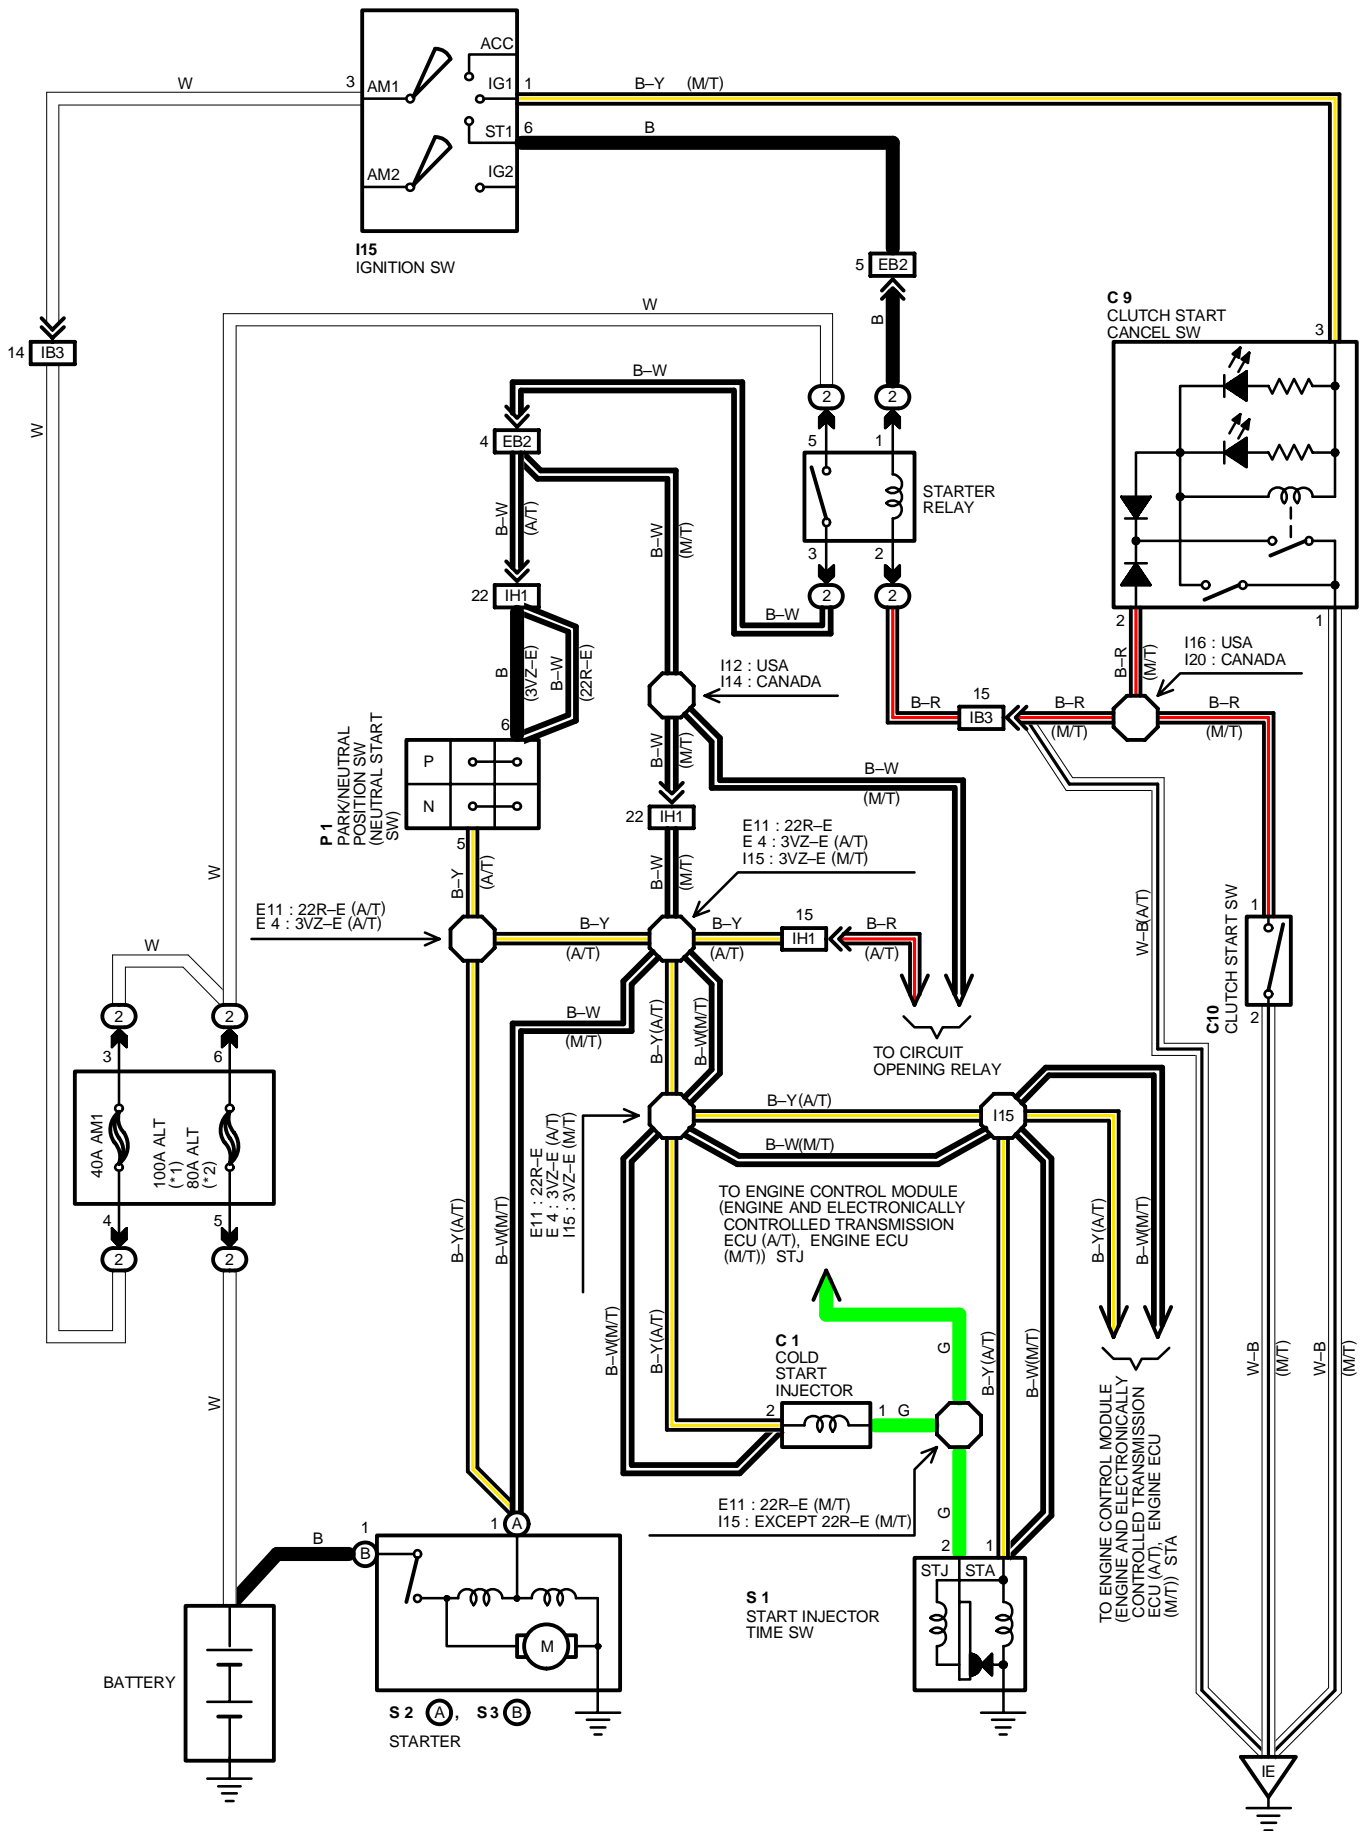 W
3
AM1
ACC
IG1
1
B–Y (M/T)
ST1
6
B
AM2
IG2
I15
IGNITION SW
5
EB2
B
W
C 9
CLUTCH START
CANCEL SW
3
14
IB3
W
B–W
2
2
4
EB2
5
1
STARTER
RELAY
B–W
(A/T)
B–W
(M/T)
3
2
2
2
22
IH1
B–W
2
1
B
(3VZ–E)
B–W
(22R–E)
I12 : USA
I14 : CANADA
B–R
(M/T)
I16 : USA
I20 : CANADA
B–R
15
IB3
B–R
(M/T)
B–R
(M/T)
6
P
N
P 1
PARK/NEUTRAL
POSITION SW
(NEUTRAL START
SW)
5
B–W
(M/T)
B–W
(M/T)
22
IH1
E11 : 22R–E
E 4 : 3VZ–E (A/T)
I15 : 3VZ–E (M/T)
W
B–Y
(A/T)
B–W
(M/T)
E11 : 22R–E (A/T)
E 4 : 3VZ–E (A/T)
B–Y
(A/T)
B–Y
(A/T)
15
IH1
B–R
(A/T)
W–B(A/T)
1
C10
CLUTCH START SW
2
W
2
2
3
6
B–W
(M/T)
B–Y(A/T)
B–W(M/T)
TO CIRCUIT
OPENING RELAY
40A AM1
100A ALT
(*1)
80A ALT
(*2)
4
5
2
2
E11 : 22R–E
E 4 : 3VZ–E (A/T)
I15 : 3VZ–E (M/T)
B–Y(A/T)
I15
B–W(M/T)
TO ENGINE CONTROL MODULE
(ENGINE AND ELECTRONICALLY
CONTROLLED TRANSMISSION
ECU (A/T), ENGINE ECU
(M/T)) STJ
B–Y(A/T)
B–W(M/T)
B–Y(A/T)
B–W(M/T)
W
B–W(M/T)
B–Y(A/T)
C 1
COLD
START
INJECTOR
G
B–Y(A/T)
B–W(M/T)
W–B
(M/T)
W–B
(M/T)
2
1
G
TO ENGINE CONTROL MODULE
(ENGINE AND ELECTRONICALLY
CONTROLLED TRANSMISSION
ECU (A/T), ENGINE ECU
(M/T)) STA
E11 : 22R–E (M/T)
I15 : EXCEPT 22R–E (M/T)
G
B
1
B
1
A
2
1
STJ
STA
S 1
START INJECTOR
TIME SW
M
BATTERY
S 2 A , S 3 B
STARTER
IE